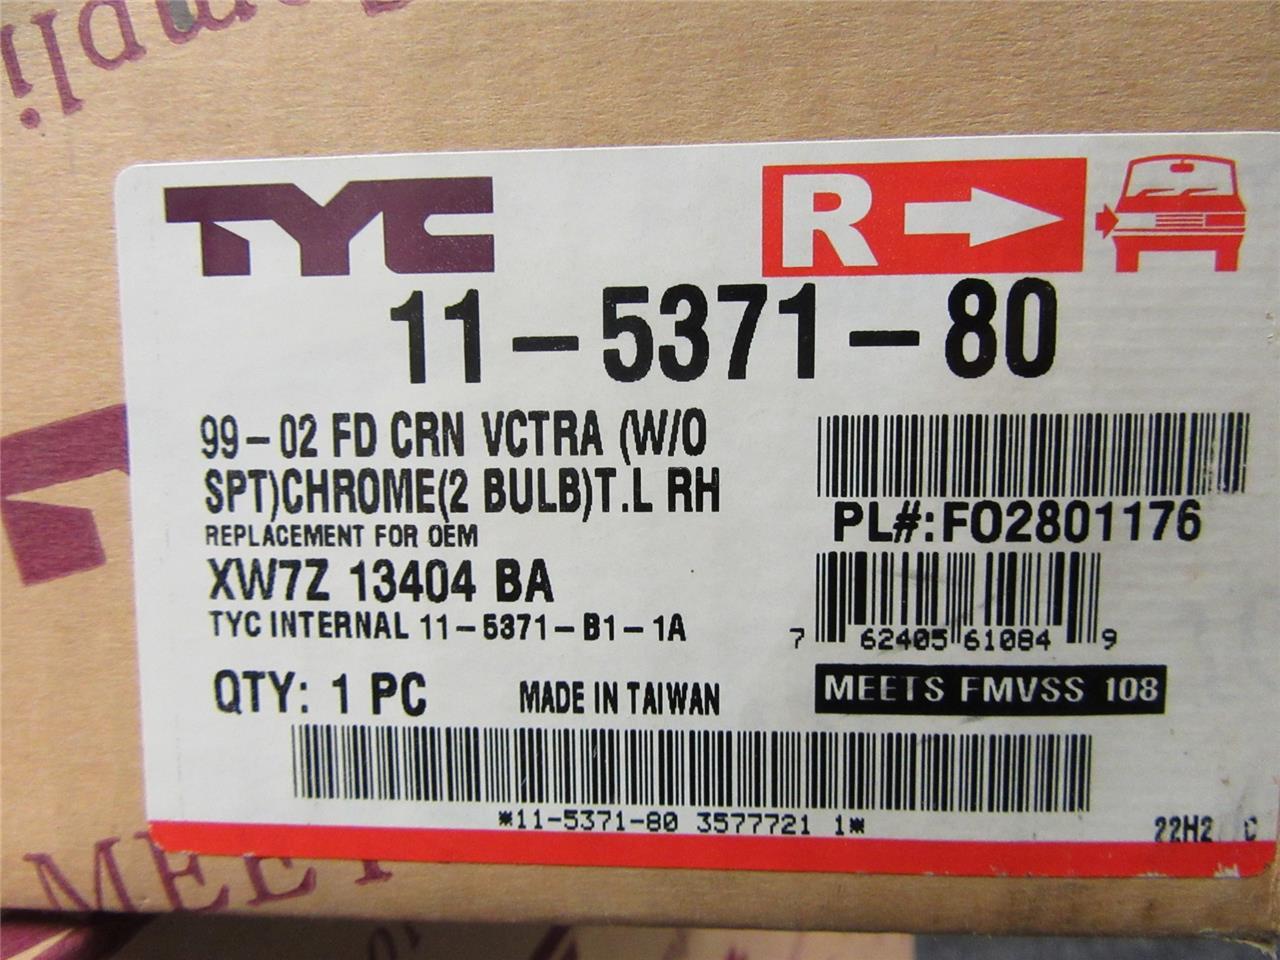 TYC
R
11-5371-80
99-02 FD CRN VCTRA (W/O
SPT)CHROME(2 BULB)T.L RH
REPLACEMENT FOR OEM
XW7Z 13404 BA
TYC INTERNAL 11-5371-B1-1A
QTY: 1 PC
MADE IN TAIWAN
PL#:FO2801176
7 62405 61084 9
MEETS FMVSS 108
*11-5371-80 3577721 1*
22H2 C
MEET